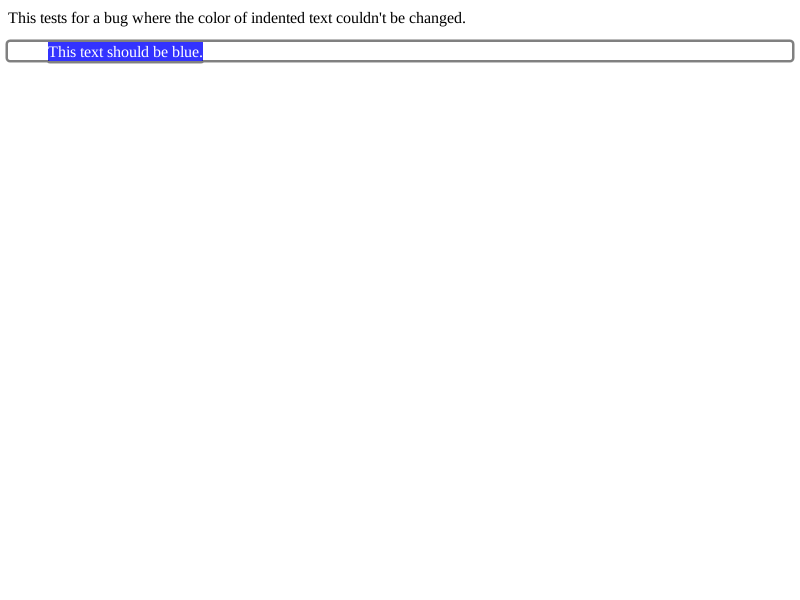 This tests for a bug where the color of indented text couldn't be changed.
This text should be blue.